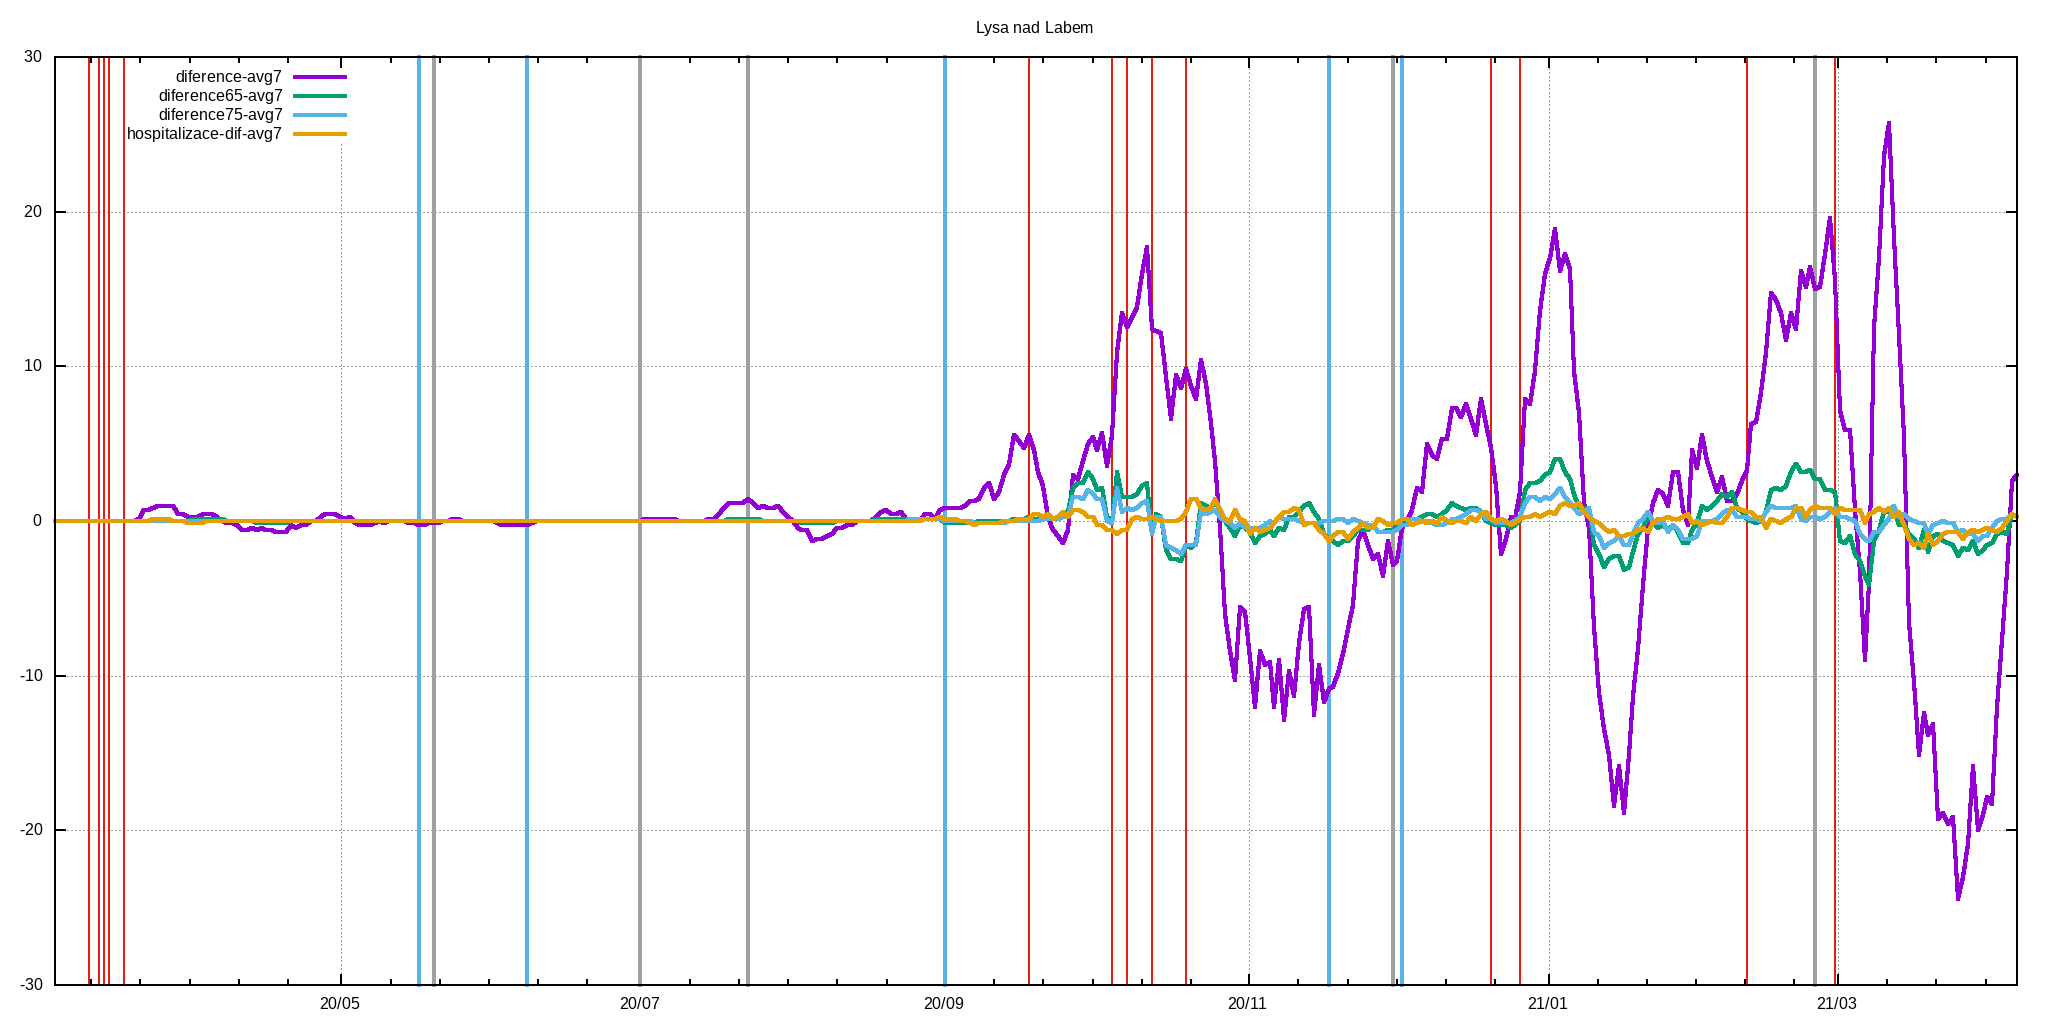 Lysa nad Labem
30
20
10
0
-10
-20
-30
diference-avg7
diference65-avg7
diference75-avg7
hospitalizace-dif-avg7
20/05 20/07 20/09 20/11 21/01 21/03